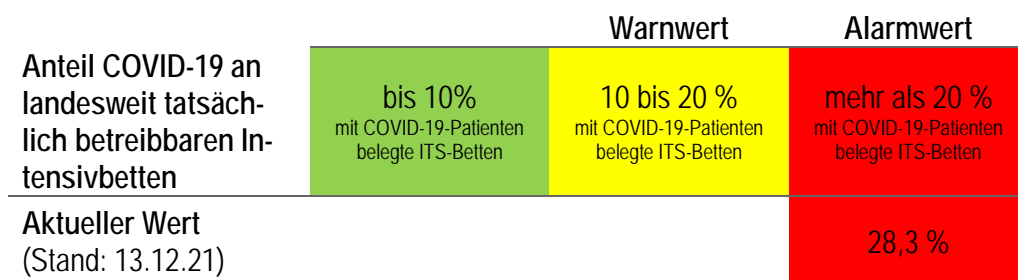 Warnwert Alarmwert
Anteil COVID-19 an
landesweit tatsäch-
lich betreibbaren In-
tensivbetten
bis 10%
mit COVID-19-Patienten
belegte ITS-Betten
10 bis 20 %
mit COVID-19-Patienten
belegte ITS-Betten
mehr als 20 %
mit COVID-19-Patienten
belegte ITS-Betten
Aktueller Wert
(Stand: 13.12.21)
28,3 %